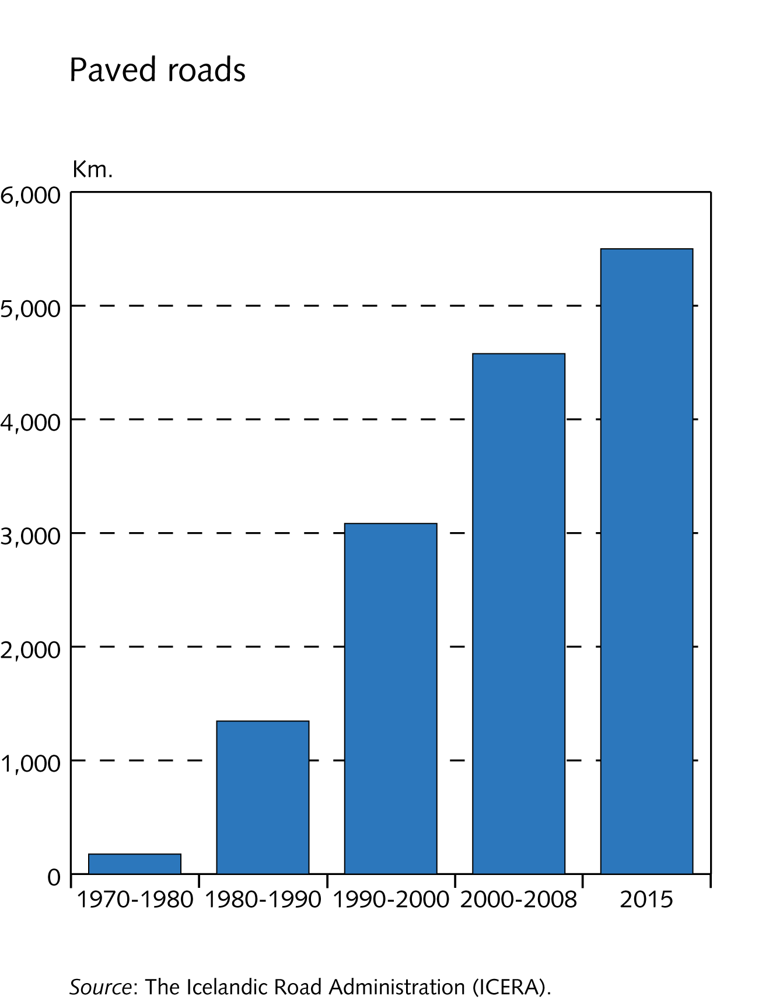 Paved roads
Km.
6,000
5,000
4,000
3,000
2,000
1,000
0
1970-1980 1980-1990 1990-2000 2000-2008 2015
Source: The Icelandic Road Administration (ICERA).